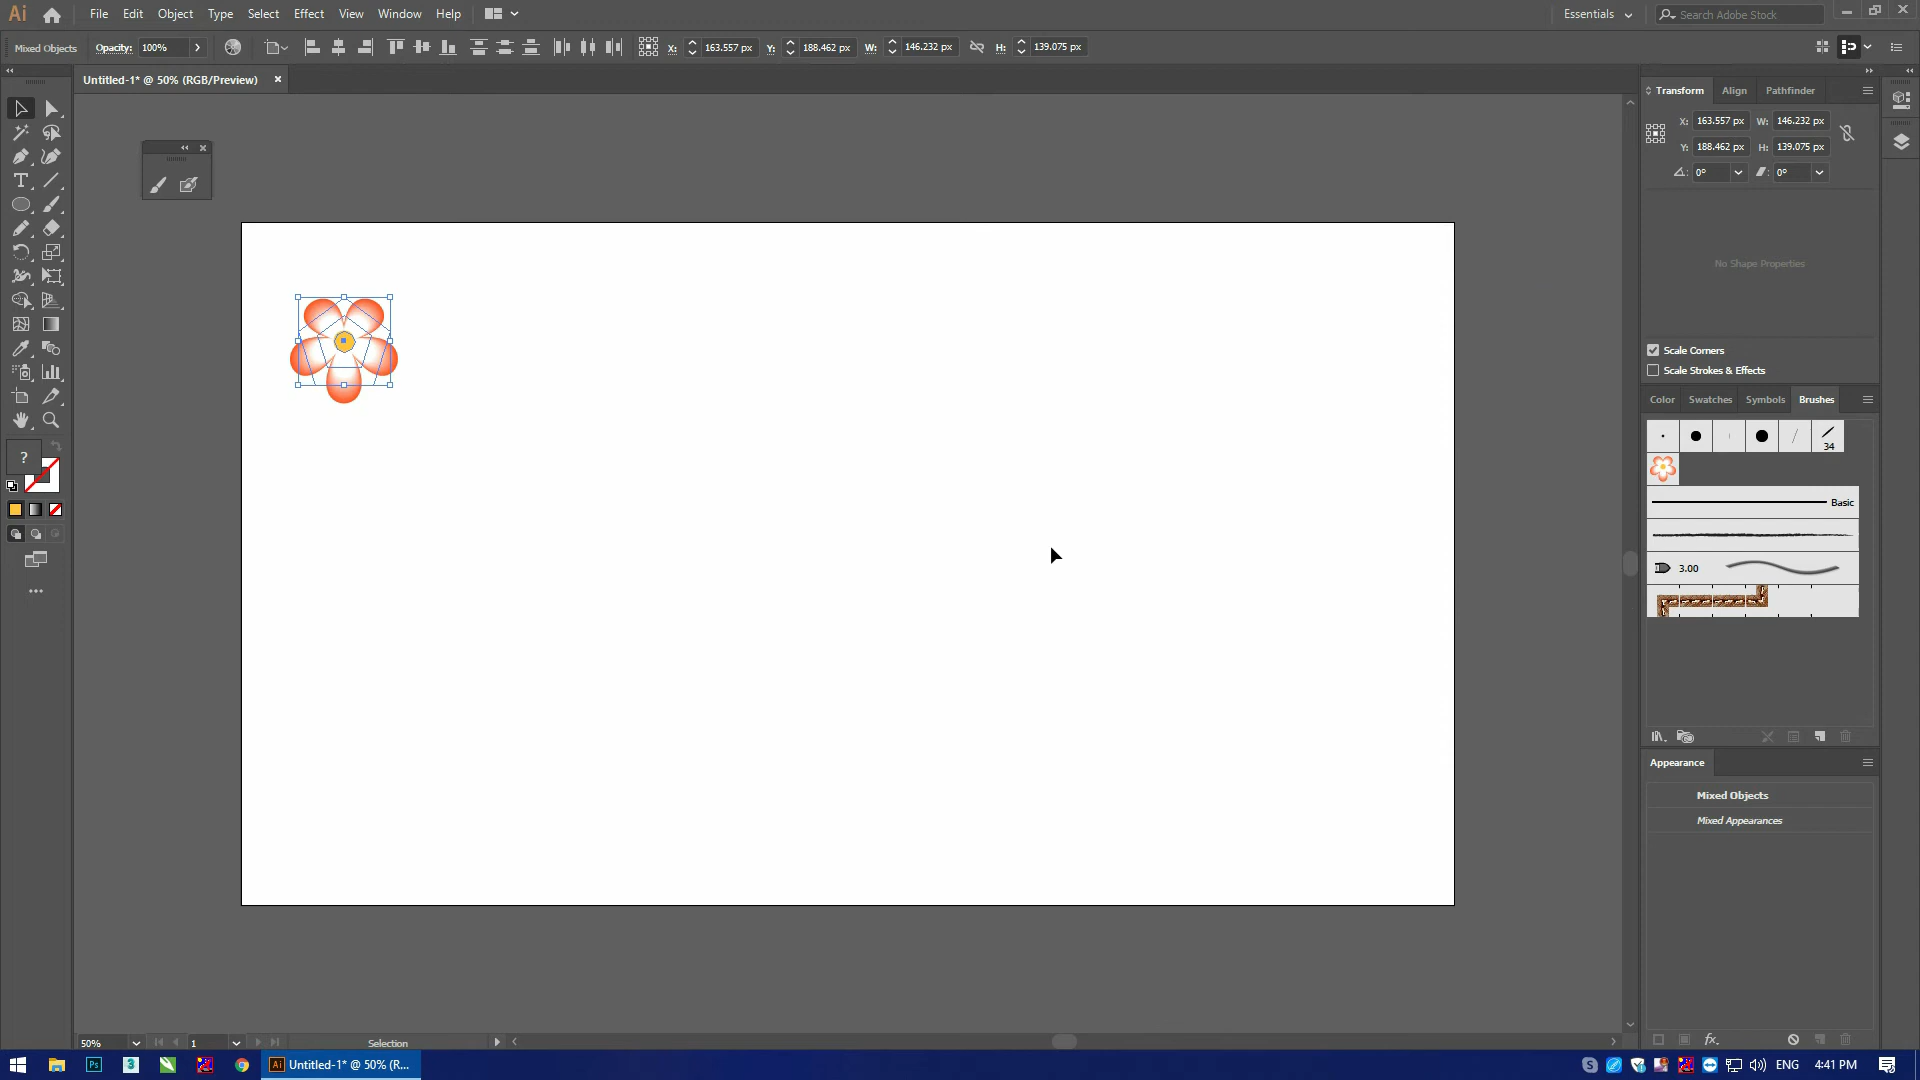 Ai File Edit Object Type Select Effect View Window Help Essentials Search Adobe Stock
Mixed Objects Opacity: 100% X: 163.557 px Y: 188.462 px W: 146.232 px H: 139.075 px
Untitled-1* @ 50% (RGB/Preview)
Transform Align Pathfinder
X: 163.557 px W: 146.232 px
Y: 188.462 px H: 139.075 px
0° 0°
No Shape Properties
Scale Corners
Scale Strokes & Effects
Color Swatches Symbols Brushes
34
Basic
3.00
?
Appearance
Mixed Objects
Mixed Appearances
fx
50% 1 Selection
Ps 3 Ai Untitled-1* @ 50% (R... S ENG 4:41 PM